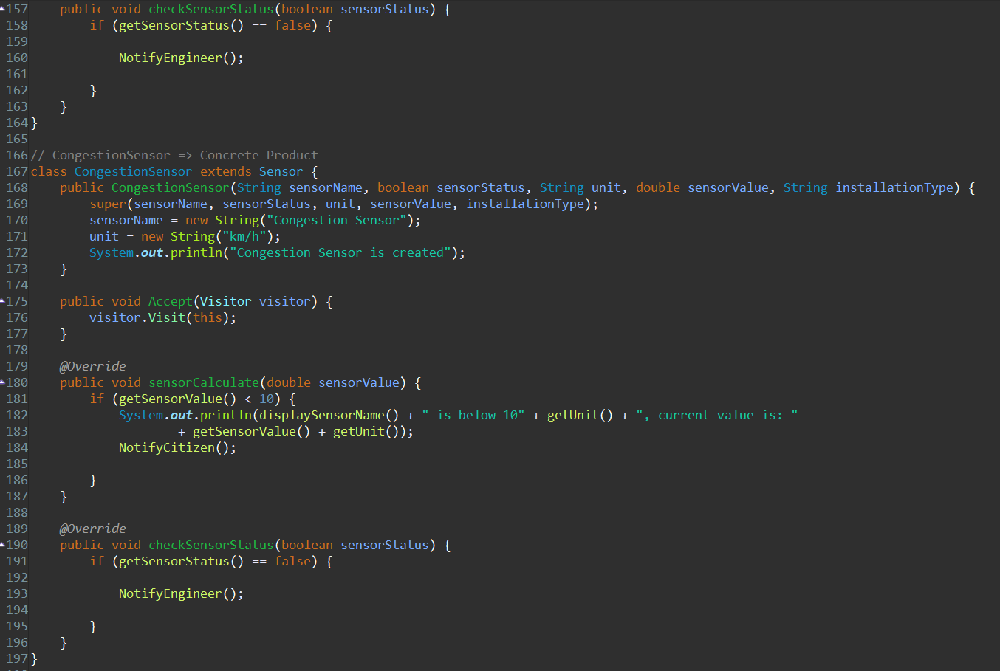 157    public void checkSensorStatus(boolean sensorStatus) {
158        if (getSensorStatus() == false) {
159
160            NotifyEngineer();
161
162        }
163    }
164}
165
166// CongestionSensor => Concrete Product
167class CongestionSensor extends Sensor {
168    public CongestionSensor(String sensorName, boolean sensorStatus, String unit, double sensorValue, String installationType) {
169        super(sensorName, sensorStatus, unit, sensorValue, installationType);
170        sensorName = new String("Congestion Sensor");
171        unit = new String("km/h");
172        System.out.println("Congestion Sensor is created");
173    }
174
175    public void Accept(Visitor visitor) {
176        visitor.Visit(this);
177    }
178
179    @Override
180    public void sensorCalculate(double sensorValue) {
181        if (getSensorValue() < 10) {
182            System.out.println(displaySensorName() + " is below 10" + getUnit() + ", current value is: "
183                    + getSensorValue() + getUnit());
184            NotifyCitizen();
185
186        }
187    }
188
189    @Override
190    public void checkSensorStatus(boolean sensorStatus) {
191        if (getSensorStatus() == false) {
192
193            NotifyEngineer();
194
195        }
196    }
197}